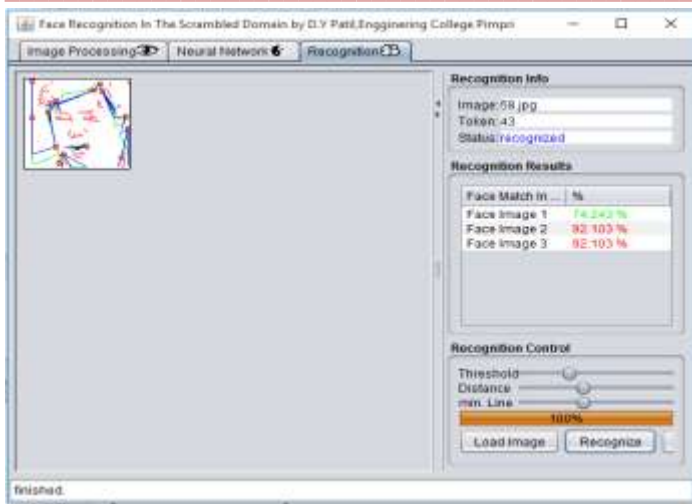 Face Recognition In The Scrambled Domain by D.Y Patil,Engginering College Pimpri
Image Processing Neural Network Recognition
Recognition Info
Image: 58.jpg
Token: 43
Status: recognized
Recognition Results
Face Match In ... %
Face Image 1 74.243 %
Face Image 2 92.103 %
Face Image 3 92.103 %
Recognition Control
Threshold
Distance
min. Line
100%
Load Image Recognize
finished.